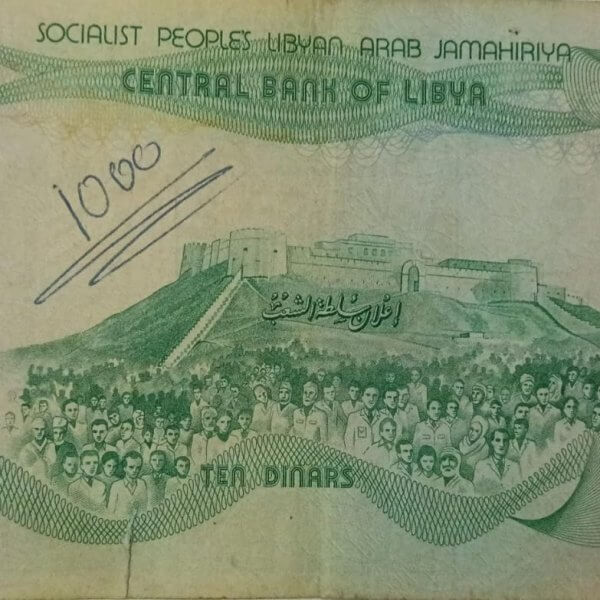 SOCIALIST PEOPLE'S LIBYAN ARAB JAMAHIRIYA
CENTRAL BANK OF LIBYA
1000
إعلان سلطة الشعب
TEN DINARS